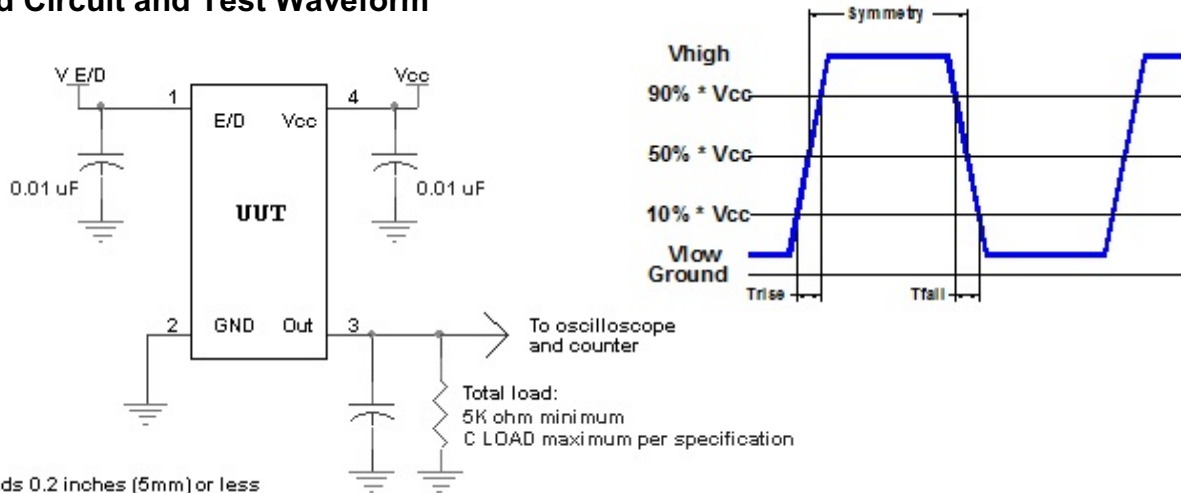 d Circuit and Test Waveform
V E/D
Vcc
1
4
E/D
Vcc
0.01 uF
0.01 uF
UUT
2
GND
Out
3
To oscilloscope
and counter
Total load:
5K ohm minimum
C LOAD maximum per specification
ds 0.2 inches (5mm) or less
Symmetry
Vhigh
90% * Vcc
50% * Vcc
10% * Vcc
Vlow
Ground
Trise
Tfall